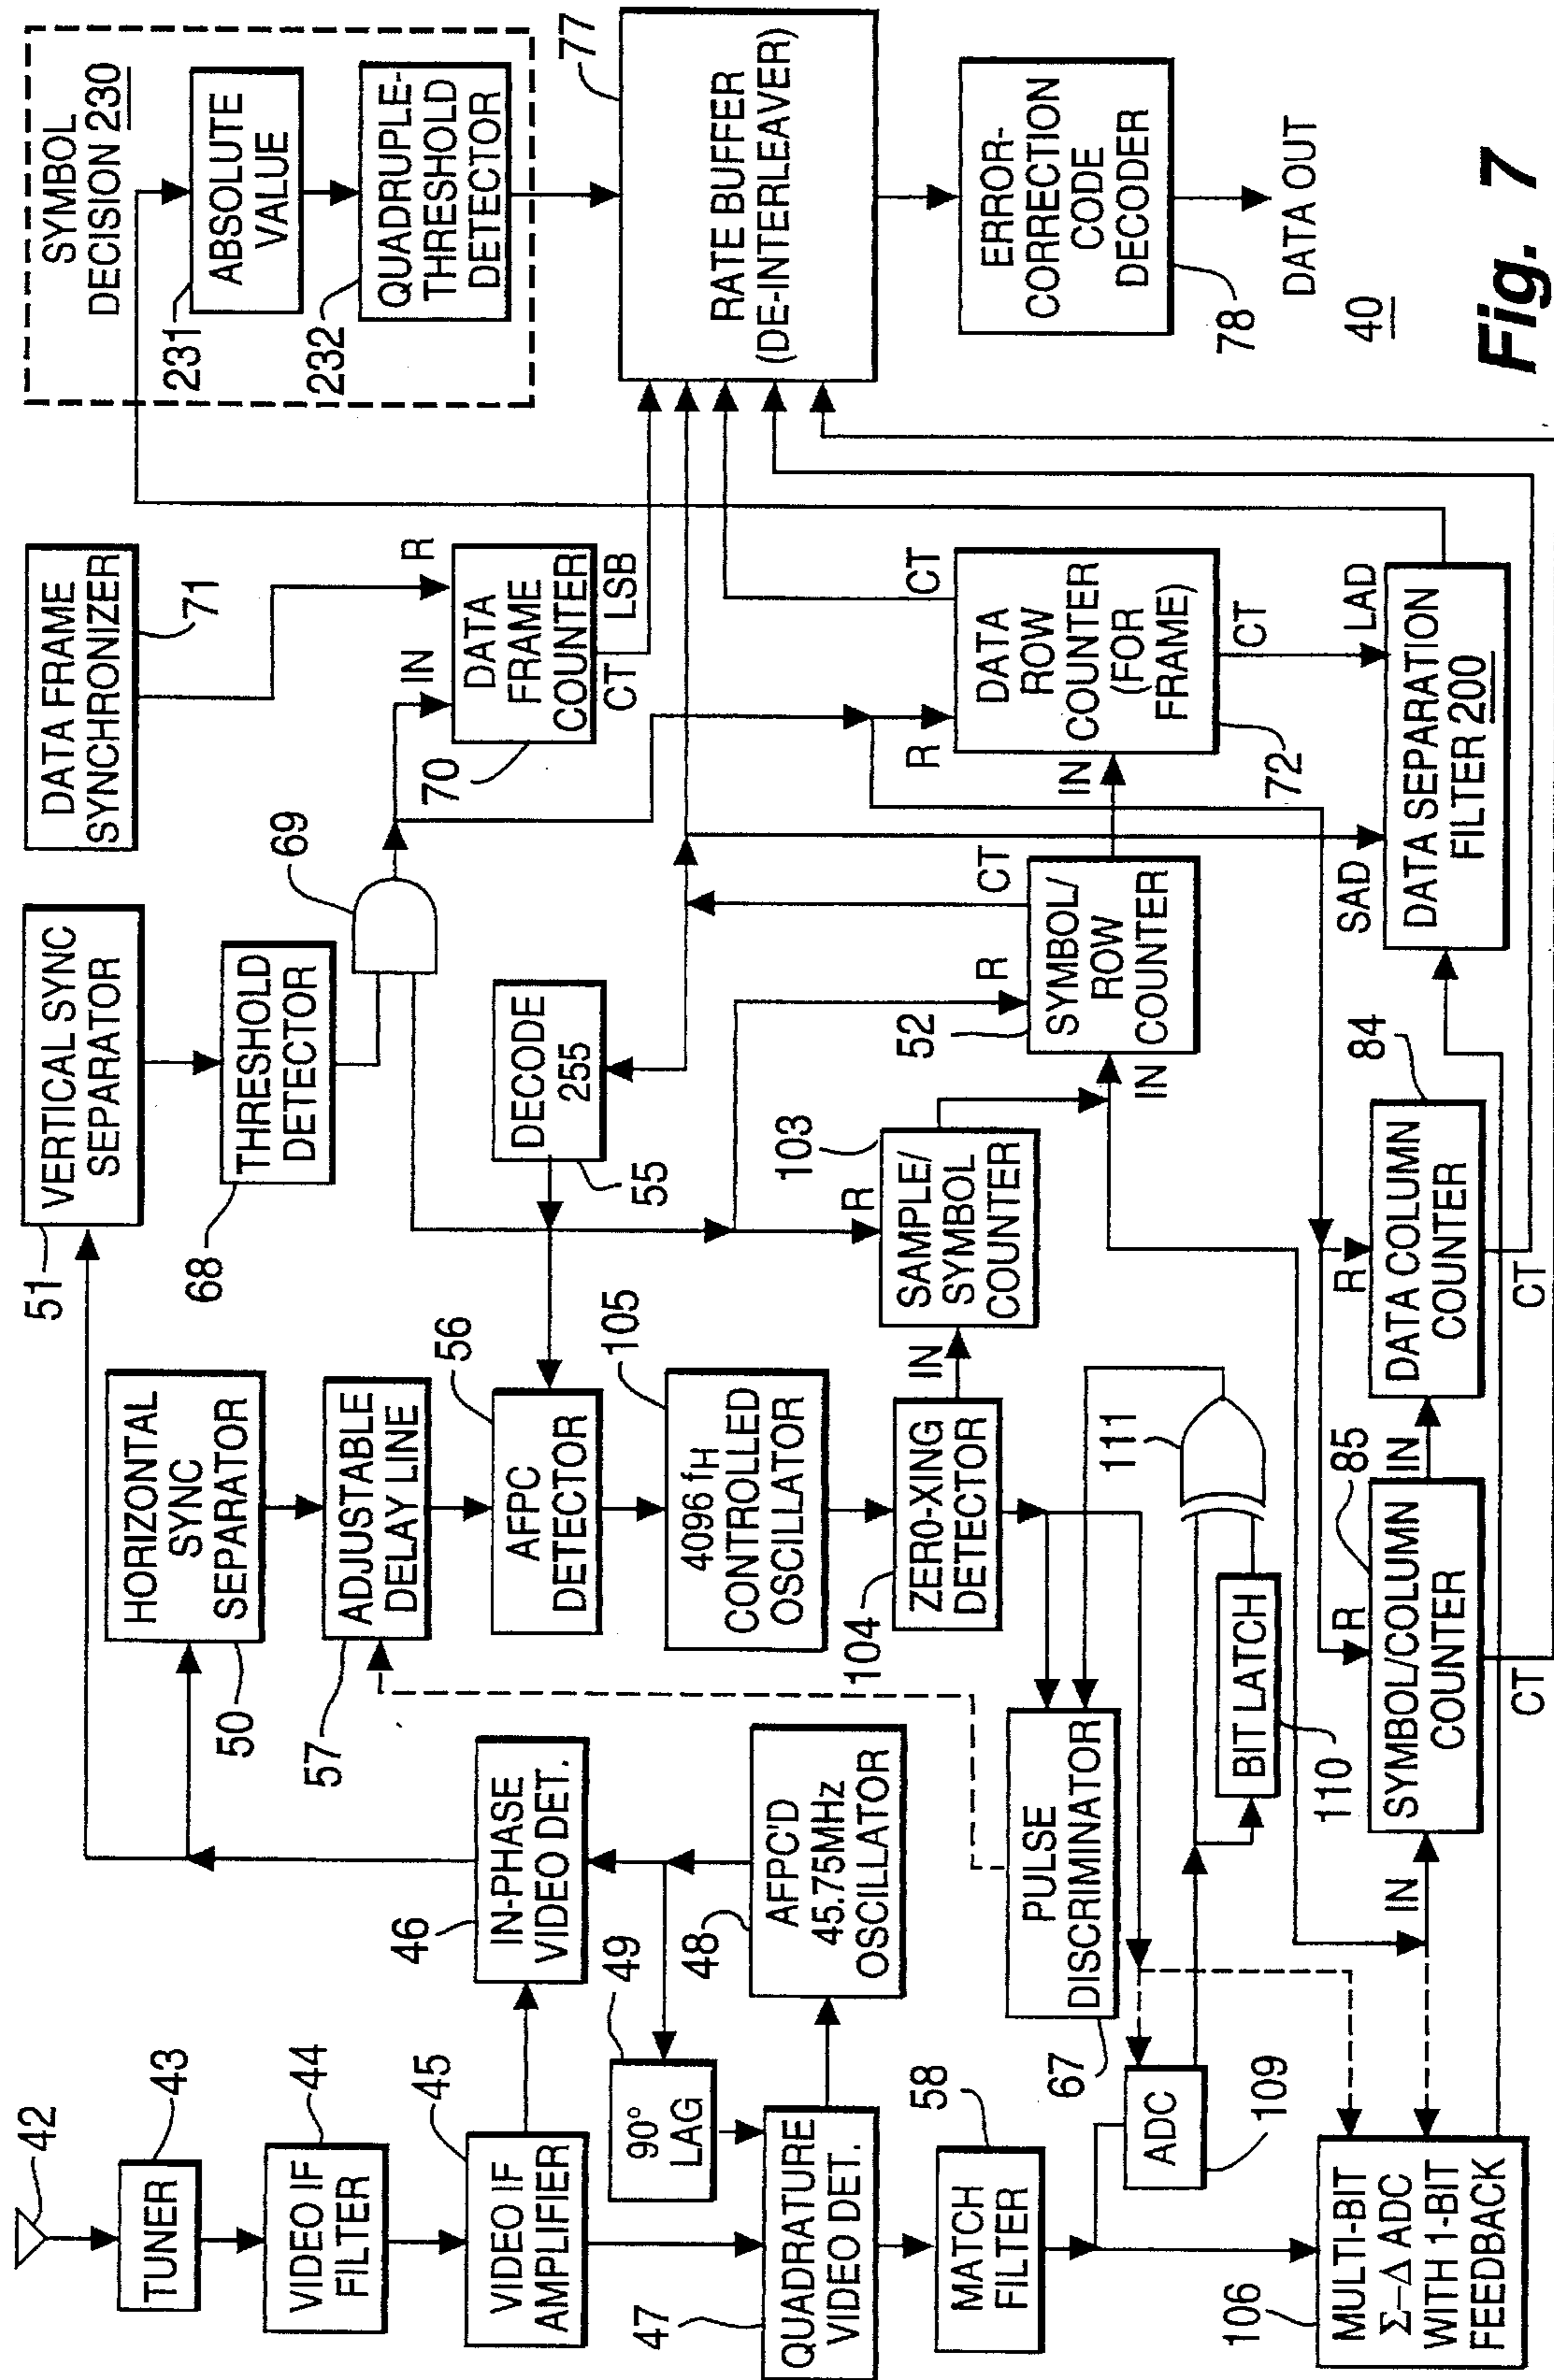 42
TUNER
43
VIDEO IF
FILTER
44
VIDEO IF
AMPLIFIER
45
IN-PHASE
VIDEO DET.
46
90°
LAG
49
AFPC'D
45.75MHz
OSCILLATOR
48
QUADRATURE
VIDEO DET.
47
MATCH
FILTER
58
ADC
109
MULTI-BIT
Σ–Δ ADC
WITH 1-BIT
FEEDBACK
106
HORIZONTAL
SYNC
SEPARATOR
50
ADJUSTABLE
DELAY LINE
57
AFPC
DETECTOR
56
4096 fH
CONTROLLED
OSCILLATOR
105
ZERO-XING
DETECTOR
104
PULSE
DISCRIMINATOR
67
111
BIT LATCH
110
IN
R
SYMBOL/COLUMN
COUNTER
85
CT
IN
R
DATA COLUMN
COUNTER
84
CT
VERTICAL SYNC
SEPARATOR
51
THRESHOLD
DETECTOR
68
69
DECODE
255
55
IN
R
SAMPLE/
SYMBOL
COUNTER
103
IN
R
SYMBOL/
ROW
COUNTER
52
CT
DATA FRAME
SYNCHRONIZER
71
IN
R
DATA
FRAME
COUNTER
70
CT LSB
IN
R
DATA
ROW
COUNTER
(FOR
FRAME)
72
CT
CT
SAD
LAD
DATA SEPARATION
FILTER 200
SYMBOL
DECISION 230
ABSOLUTE
VALUE
231
QUADRUPLE-
THRESHOLD
DETECTOR
232
RATE BUFFER
(DE-INTERLEAVER)
77
ERROR-
CORRECTION
CODE
DECODER
78
DATA OUT
40
Fig. 7